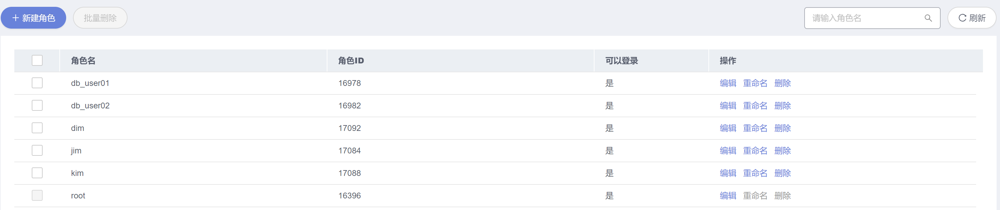 新建角色 批量删除 请输入角色名 刷新
角色名 角色ID 可以登录 操作
db_user01 16978 是 编辑 重命名 删除
db_user02 16982 是 编辑 重命名 删除
dim 17092 是 编辑 重命名 删除
jim 17084 是 编辑 重命名 删除
kim 17088 是 编辑 重命名 删除
root 16396 是 编辑 重命名 删除